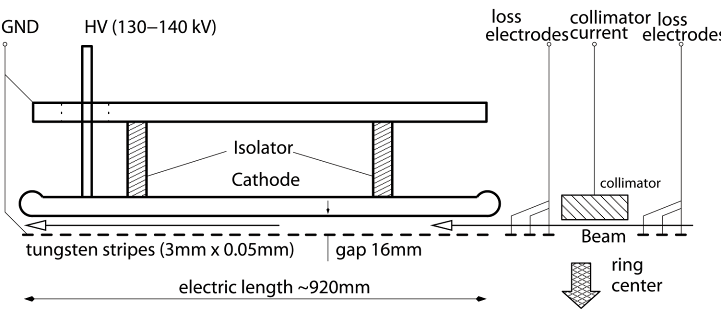 GND
HV (130−140 kV)
loss
electrodes
collimator
current
loss
electrodes
Isolator
Cathode
collimator
Beam
tungsten stripes (3mm x 0.05mm)
gap 16mm
ring
center
electric length ~920mm